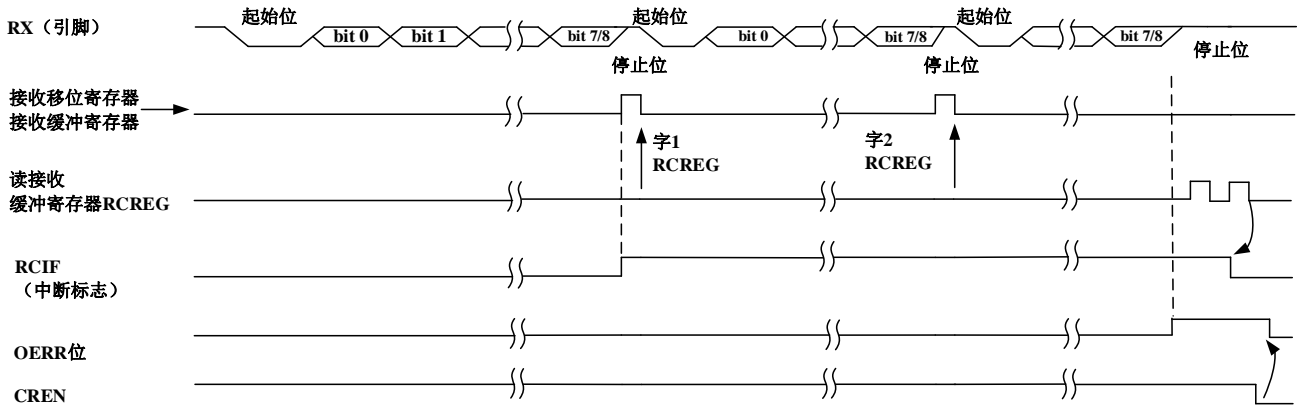 起始位 起始位 起始位
RX（引脚） bit 0 bit 1 bit 7/8 bit 0 bit 7/8 bit 7/8
停止位 停止位 停止位
接收移位寄存器
接收缓冲寄存器
字1
RCREG
字2
RCREG
读接收
缓冲寄存器RCREG
RCIF
（中断标志）
OERR位
CREN